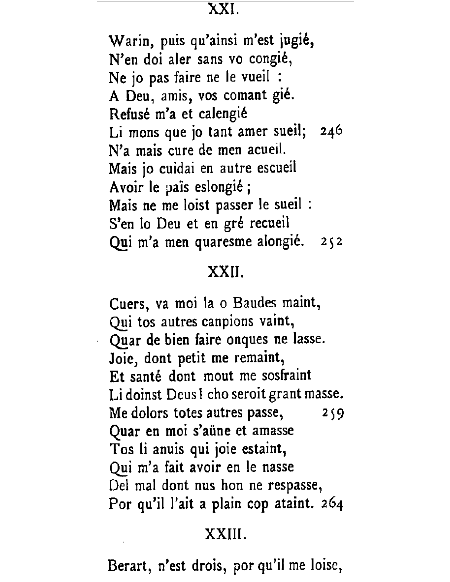 XXI.
Warin, puis qu'ainsi m'est jugié,
N'en doi aler sans vo congié,
Ne jo pas faire ne le vueil :
A Deu, amis, vos comant gié.
Refusé m'a et calengié
Li mons que jo tant amer sueil; 246
N'a mais cure de men acueil.
Mais jo cuidai en autre escueil
Avoir le païs eslongié ;
Mais ne me loist passer le sueil :
S'en lo Deu et en gré recueil
Qui m'a men quaresme alongié. 252
XXII.
Cuers, va moi la o Baudes maint,
Qui tos autres canpions vaint,
Quar de bien faire onques ne lasse.
Joie, dont petit me remaint,
Et santé dont mout me sosfraint
Li doinst Deus! cho seroit grant masse.
Me dolors totes autres passe, 259
Quar en moi s'aüne et amasse
Tos li anuis qui joie estaint,
Qui m'a fait avoir en le nasse
Del mal dont nus hon ne respasse,
Por qu'il l'ait a plain cop ataint. 264
XXIII.
Berart, n'est drois, por qu'il me loise,